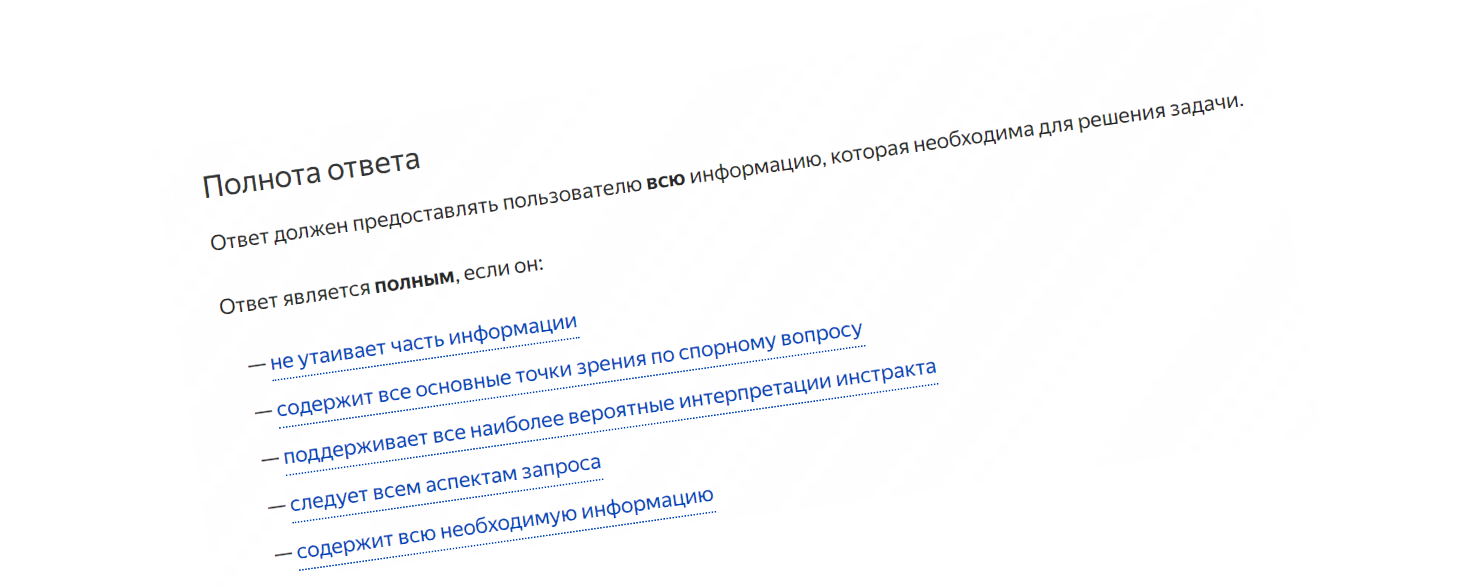 Полнота ответа
Ответ должен предоставлять пользователю всю информацию, которая необходима для решения задачи.
Ответ является полным, если он:
— не утаивает часть информации
— содержит все основные точки зрения по спорному вопросу
— поддерживает все наиболее вероятные интерпретации инстракта
— следует всем аспектам запроса
— содержит всю необходимую информацию